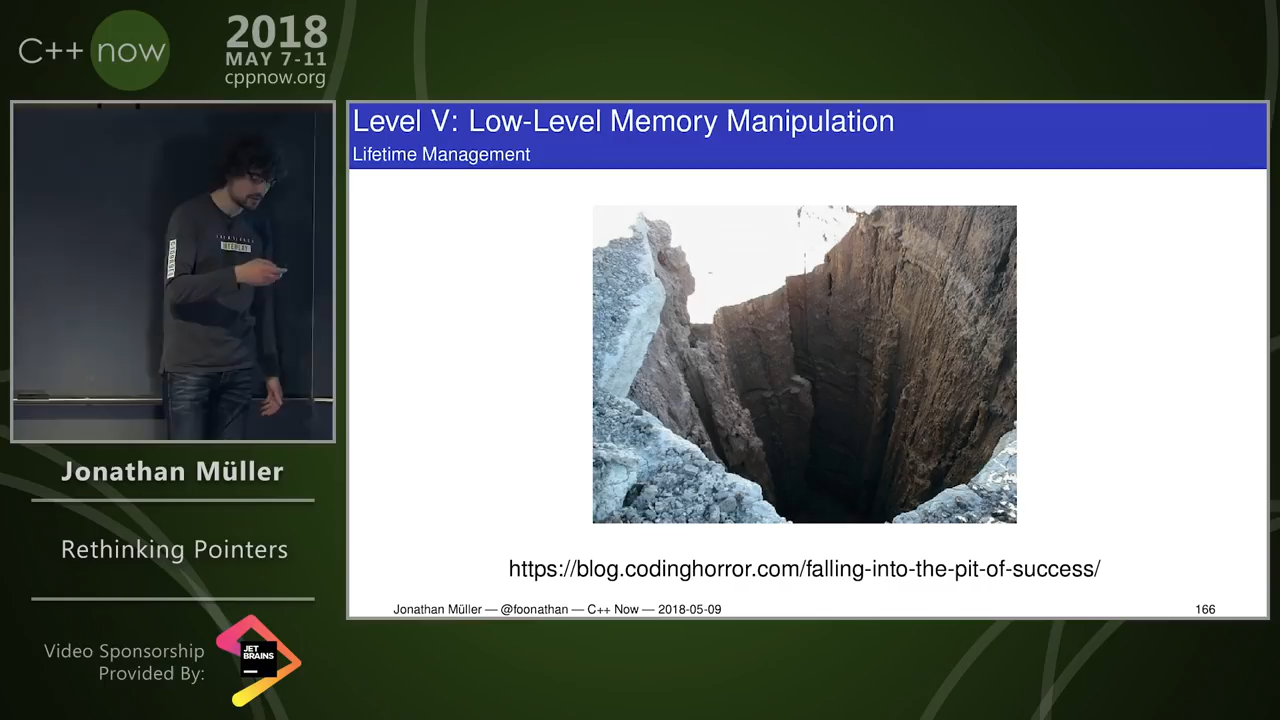 C++ now
2018
MAY 7-11
cppnow.org
Level V: Low-Level Memory Manipulation
Lifetime Management
https://blog.codinghorror.com/falling-into-the-pit-of-success/
Jonathan Müller — @foonathan — C++ Now — 2018-05-09
166
Jonathan Müller
Rethinking Pointers
Video Sponsorship
Provided By:
JET
BRAINS